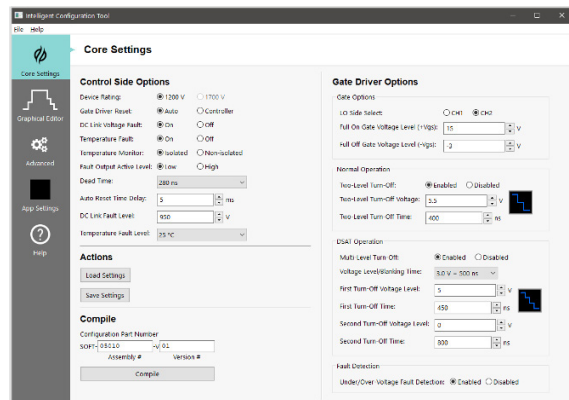 Intelligent Configuration Tool
File Help
Core Settings
Core Settings
Graphical Editor
Advanced
App Settings
Help
Control Side Options
Device Rating: 1200 V 1700 V
Gate Driver Reset: Auto Controller
DC Link Voltage Fault: On Off
Temperature Fault: On Off
Temperature Monitor: Isolated Non-isolated
Fault Output Active Level: Low High
Dead Time: 280 ns
Auto Reset Time Delay: 5 ms
DC Link Fault Level: 950 V
Temperature Fault Level: 25 °C
Actions
Load Settings
Save Settings
Compile
Configuration Part Number
SOFT- 05010 -V 01
Assembly # Version #
Compile
Gate Driver Options
Gate Options
LO Side Select: CH1 CH2
Full On Gate Voltage Level (+Vgs): 15 V
Full Off Gate Voltage Level (-Vgs): V
Normal Operation
Two-Level Turn-Off: Enabled Disabled
Two-Level Turn-Off Voltage: 5.5 V
Two-Level Turn-Off Time: 400 ns
DSAT Operation
Multi Level Turn-Off: Enabled Disabled
Voltage Level/Blanking Time: 3.0 V = 500 ns
First Turn-Off Voltage Level: 5 V
First Turn-Off Time: 450 ns
Second Turn-Off Voltage Level: 0 V
Second Turn-Off Time: 800 ns
Fault Detection
Under/Over Voltage Fault Detection: Enabled Disabled